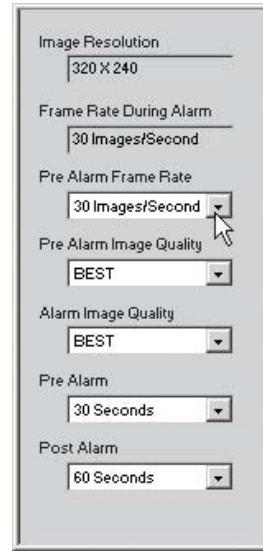 Image Resolution
320 X 240
Frame Rate During Alarm
30 Images/Second
Pre Alarm Frame Rate
30 Images/Second
Pre Alarm Image Quality
BEST
Alarm Image Quality
BEST
Pre Alarm
30 Seconds
Post Alarm
60 Seconds